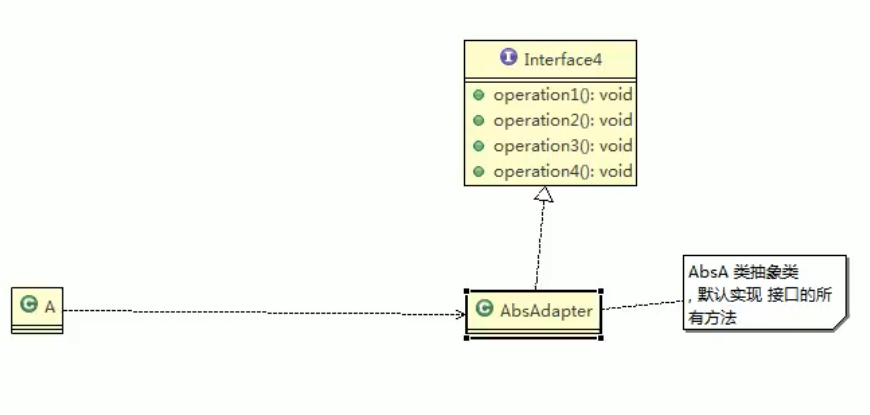 Interface4
operation1(): void
operation2(): void
operation3(): void
operation4(): void
A
AbsAdapter
AbsA 类抽象类
, 默认实现 接口的所
有方法